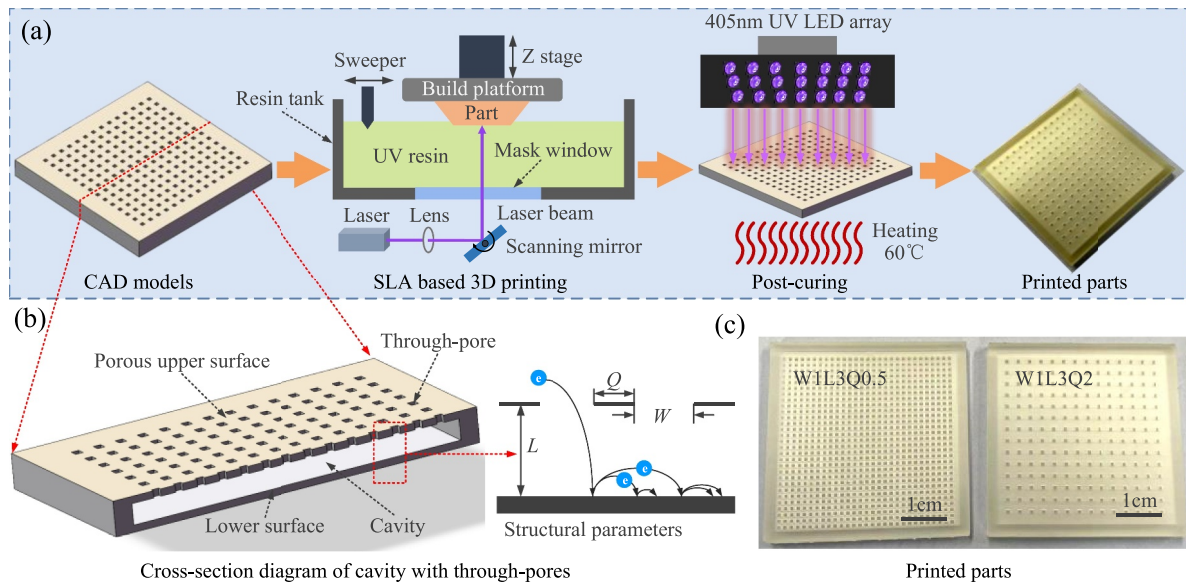 (a)
405nm UV LED array
Sweeper
Z stage
Resin tank
Build platform
Part
UV resin
Mask window
Laser
Lens
Laser beam
Scanning mirror
Heating
60℃
CAD models
SLA based 3D printing
Post-curing
Printed parts
(b)
Porous upper surface
Through-pore
Lower surface
Cavity
e
Q
W
L
e
e
Structural parameters
Cross-section diagram of cavity with through-pores
(c)
W1L3Q0.5
W1L3Q2
1cm
1cm
Printed parts